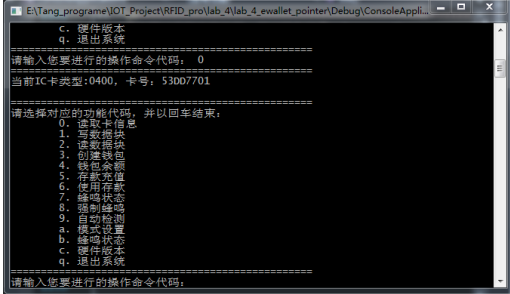 E:\Tang_programe\IOT_Project\RFID_pro\lab_4\lab_4_ewallet_pointer\Debug\ConsoleAppli...
c. 硬件版本
q. 退出系统
==================================================
请输入您要进行的操作命令代码： 0
==================================================
当前IC卡类型:0400, 卡号: 53DD7701
==================================================
请选择对应的功能代码，并以回车结束：
0. 读取卡信息
1. 写数据块
2. 读数据块
3. 创建钱包
4. 钱包余额
5. 存款充值
6. 使用存款
7. 蜂鸣状态
8. 强制蜂鸣
9. 自动检测
a. 模式设置
b. 蜂鸣状态
c. 硬件版本
q. 退出系统
==================================================
请输入您要进行的操作命令代码：